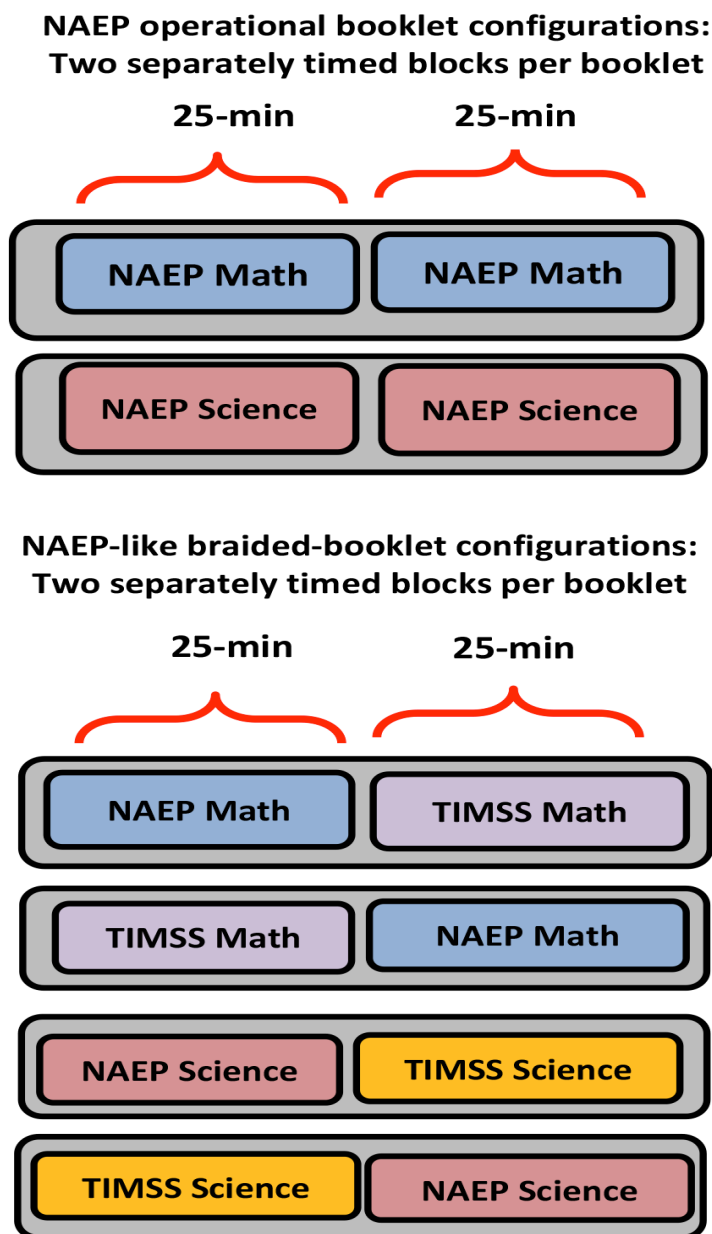 NAEP operational booklet configurations:
Two separately timed blocks per booklet
25-min 25-min
NAEP Math NAEP Math
NAEP Science NAEP Science
NAEP-like braided-booklet configurations:
Two separately timed blocks per booklet
25-min 25-min
NAEP Math TIMSS Math
TIMSS Math NAEP Math
NAEP Science TIMSS Science
TIMSS Science NAEP Science